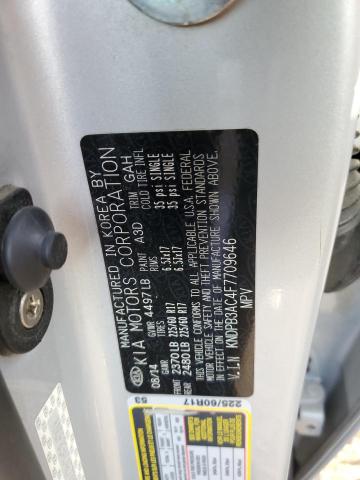 MANUFACTURED IN KOREA BY
KIA MOTORS CORPORATION
08/14 GVWR 4497LB PAINT A3D TRIM GAH
GAWR RIMS COLD TIRE INFL
FRONT 2370LB 225/60 R17 6.5Jx17 35 psi SINGLE
REAR 2480LB 225/60 R17 6.5Jx17 35 psi SINGLE
THIS VEHICLE CONFORMS TO ALL APPLICABLE U.S.A. FEDERAL
MOTOR VEHICLE SAFETY AND THEFT PREVENTION STANDARDS
IN EFFECT ON THE DATE OF MANUFACTURE SHOWN ABOVE.
V.I.N KNDPB3AC4F7709646
MPV
225/60R17
53